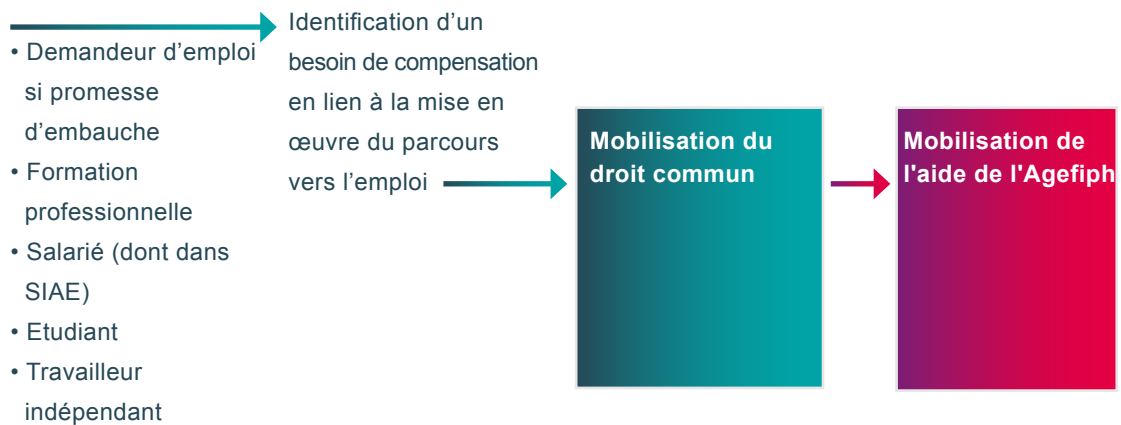 • Demandeur d’emploi
si promesse
d’embauche
• Formation
professionnelle
• Salarié (dont dans
SIAE)
• Etudiant
• Travailleur
indépendant
Identification d’un
besoin de compensation
en lien à la mise en
œuvre du parcours
vers l’emploi
Mobilisation du
droit commun
Mobilisation de
l'aide de l'Agefiph